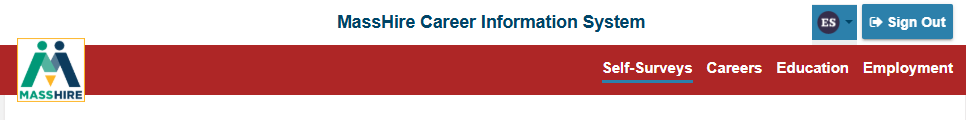 MassHire Career Information System
ES
Sign Out
MASSHIRE
Self-Surveys Careers Education Employment